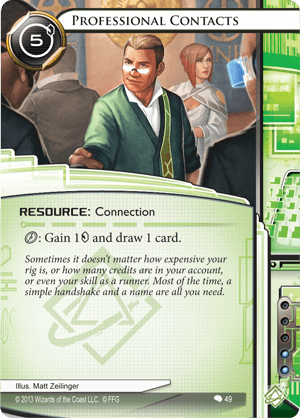 PROFESSIONAL CONTACTS
5
RESOURCE: Connection
: Gain 1 and draw 1 card.
Sometimes it doesn't matter how expensive your
rig is, or how many credits are in your account,
or even your skill as a runner. Most of the time, a
simple handshake and a name are all you need.
Illus. Matt Zeilinger
© 2013 Wizards of the Coast LLC. © FFG
49